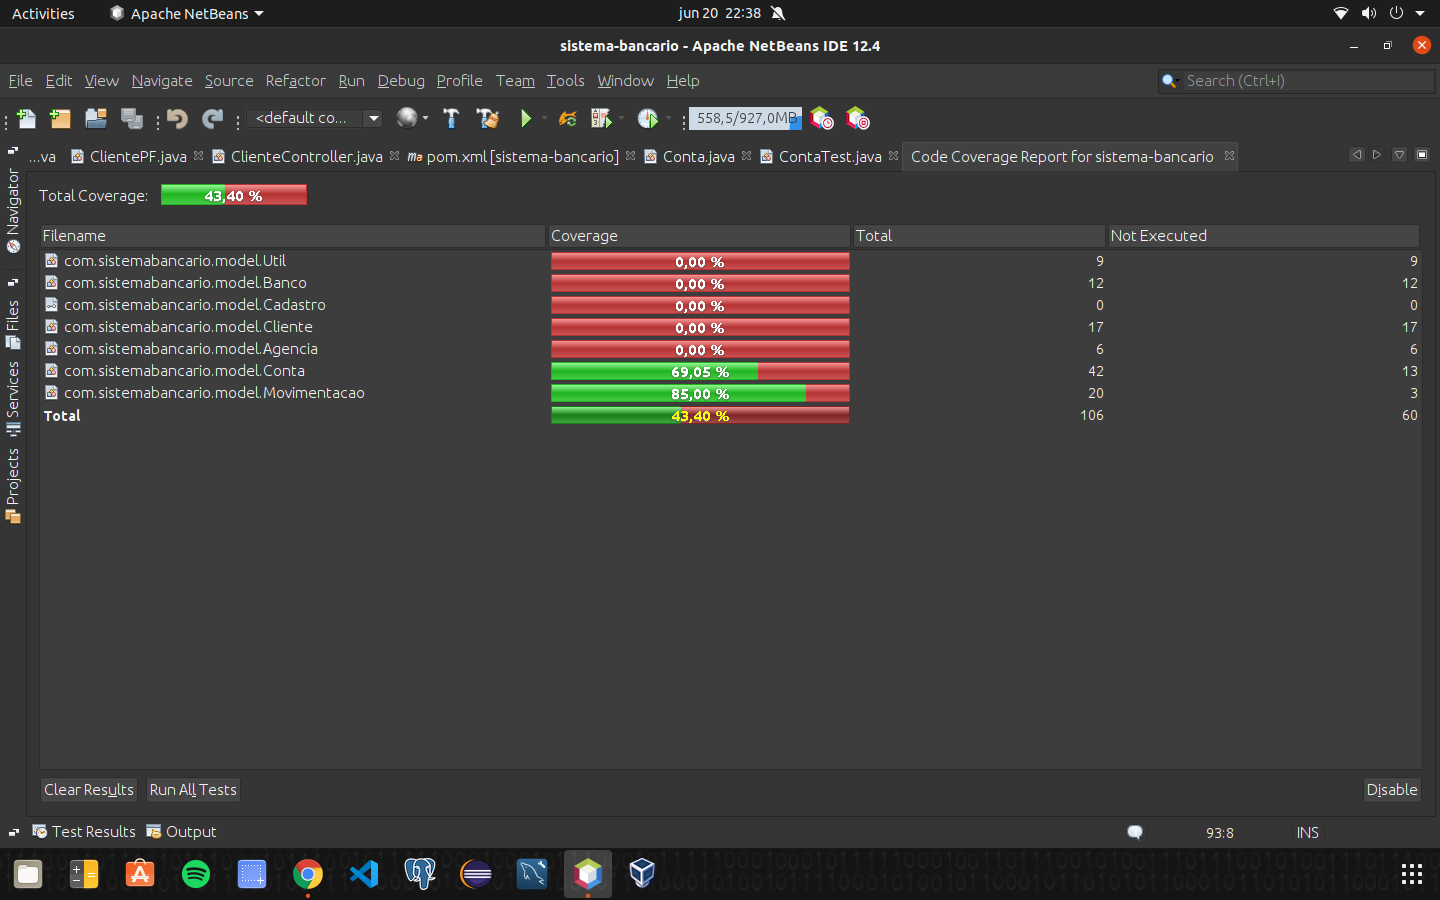 Activities Apache NetBeans jun 20 22:38
sistema-bancario - Apache NetBeans IDE 12.4
File Edit View Navigate Source Refactor Run Debug Profile Team Tools Window Help Search (Ctrl+I)
<default co... 558,5/927,0MB
...va ClientePF.java ClienteController.java pom.xml [sistema-bancario] Conta.java ContaTest.java Code Coverage Report for sistema-bancario
Navigator
Files
Services
Projects
Total Coverage: 43,40 %
Filename Coverage Total Not Executed
com.sistemabancario.model.Util 0,00 % 9 9
com.sistemabancario.model.Banco 0,00 % 12 12
com.sistemabancario.model.Cadastro 0,00 % 0 0
com.sistemabancario.model.Cliente 0,00 % 17 17
com.sistemabancario.model.Agencia 0,00 % 6 6
com.sistemabancario.model.Conta 69,05 % 42 13
com.sistemabancario.model.Movimentacao 85,00 % 20 3
Total 43,40 % 106 60
Clear Results Run All Tests Disable
Test Results Output 93:8 INS